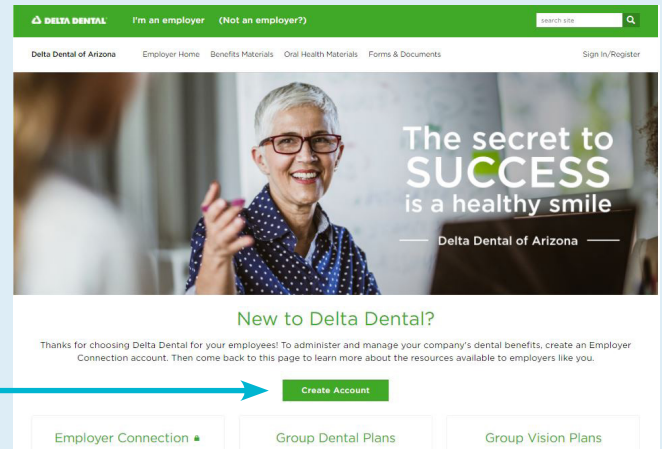 DELTA DENTAL I'm an employer (Not an employer?) search site
Delta Dental of Arizona Employer Home Benefits Materials Oral Health Materials Forms & Documents Sign In/Register
The secret to
SUCCESS
is a healthy smile
Delta Dental of Arizona
New to Delta Dental?
Thanks for choosing Delta Dental for your employees! To administer and manage your company's dental benefits, create an Employer
Connection account. Then come back to this page to learn more about the resources available to employers like you.
Create Account
Employer Connection Group Dental Plans Group Vision Plans